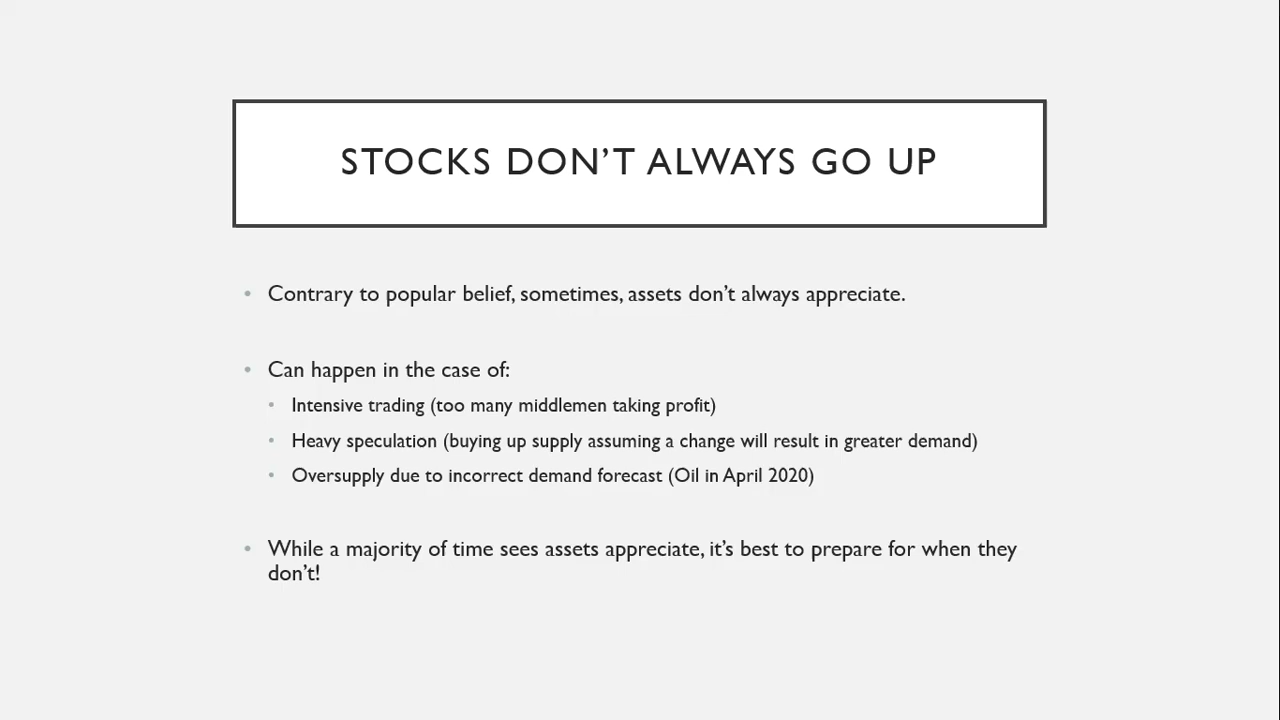 STOCKS DON’T ALWAYS GO UP
• Contrary to popular belief, sometimes, assets don’t always appreciate.
• Can happen in the case of:
• Intensive trading (too many middlemen taking profit)
• Heavy speculation (buying up supply assuming a change will result in greater demand)
• Oversupply due to incorrect demand forecast (Oil in April 2020)
• While a majority of time sees assets appreciate, it’s best to prepare for when they
don’t!